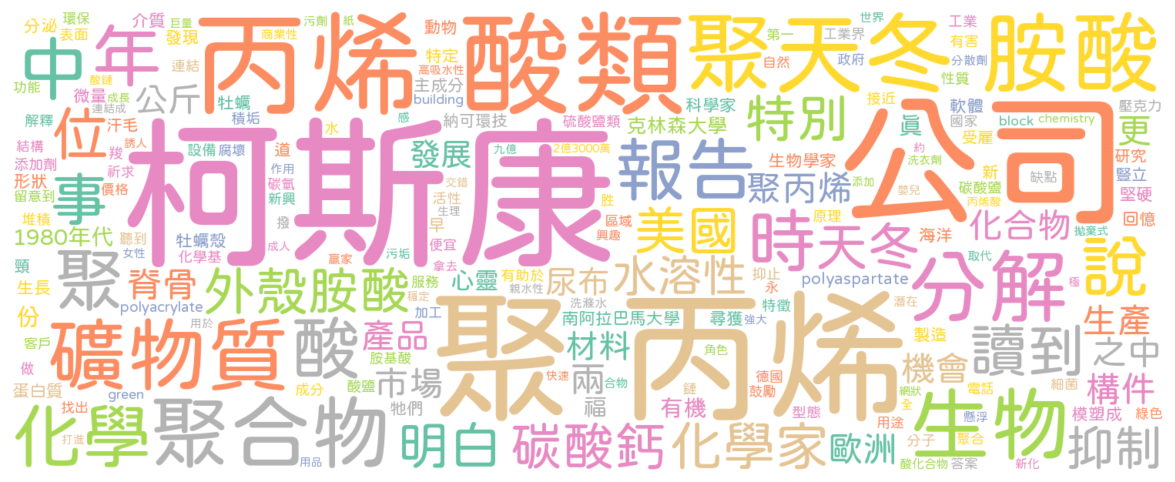 分泌 環保 巨量 介質 污劑 紙 動物 第一 世界 工業
表面 發現 商業性 特定 工業界 有害
中 年 丙烯 酸類 聚天冬 胺酸
連結 高吸水性 自然 政府 分散劑
功能 酸鏈 主成分 性質
微量 成長 公斤 牡蠣 building 科學家 接近 軟體 壓克力
連結成 積垢 感 納可環技 硫酸鹽類 特別 國家 block chemistry
解釋 汗毛 水 克林森大學 真 受雇 約 更
位 誘人 柯斯康 公司
結構 羧 設備 腐壞 道 發展 九億 2億3000萬 報告 生物學家 洗衣劑 新 缺點 研究
添加劑 祈求 作用 碳氫 聚丙烯 添加 碳酸鹽 豎立
形狀 價格 新興 交錯 嬰兒 丙烯酸 堅硬
留意到 事 撥 活性 生理 胜 美國 原理 化合物 回憶
堆積 聽到 早 區域 時 天冬 海洋 拋棄式
1980年代 牡蠣殼 成人 污垢 便宜 興趣 說
女性 化學基 贏家 拿去 抑止 取代
頸 聚 脊骨 外殼 胺酸 服務 心靈 有助於 尿布 水溶性 永 polyaspartate 分解 極
生長 穩定 親水性 特徵 潛在
份 polyacrylate 用於 加工 聚丙烯 洗滌水 製造 生產
客戶 礦物質 酸 產品 南阿拉巴馬大學 尋獲 強大 讀到 之中
做 胺基酸 材料 角色 機會
蛋白質 成分 酸鹽 市場 快速 兩 合物 鏈 德國 網狀 電話 細菌 構件
green 牠們 福 鼓勵 全
找出 有機 型態 用途 懸浮 模塑成 綠色
化學 聚合物 明白 碳酸鈣 化學家 歐洲 生物 抑制
打進 分子 聚合
用品 酸化合物 答案 新化